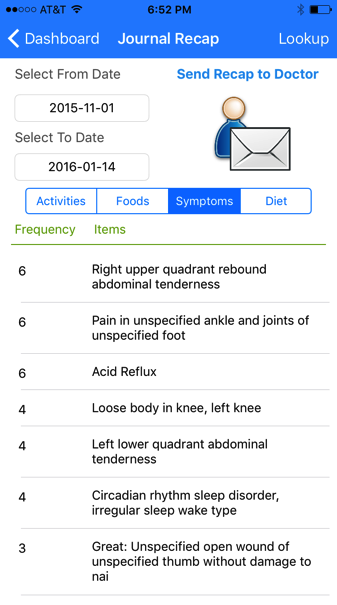 AT&T 6:52 PM
Dashboard Journal Recap Lookup
Select From Date
Send Recap to Doctor
2015-11-01
Select To Date
2016-01-14
Activities Foods Symptoms Diet
Frequency Items
6 Right upper quadrant rebound
abdominal tenderness
6 Pain in unspecified ankle and joints of
unspecified foot
6 Acid Reflux
4 Loose body in knee, left knee
4 Left lower quadrant abdominal
tenderness
4 Circadian rhythm sleep disorder,
irregular sleep wake type
3 Great: Unspecified open wound of
unspecified thumb without damage to
nai